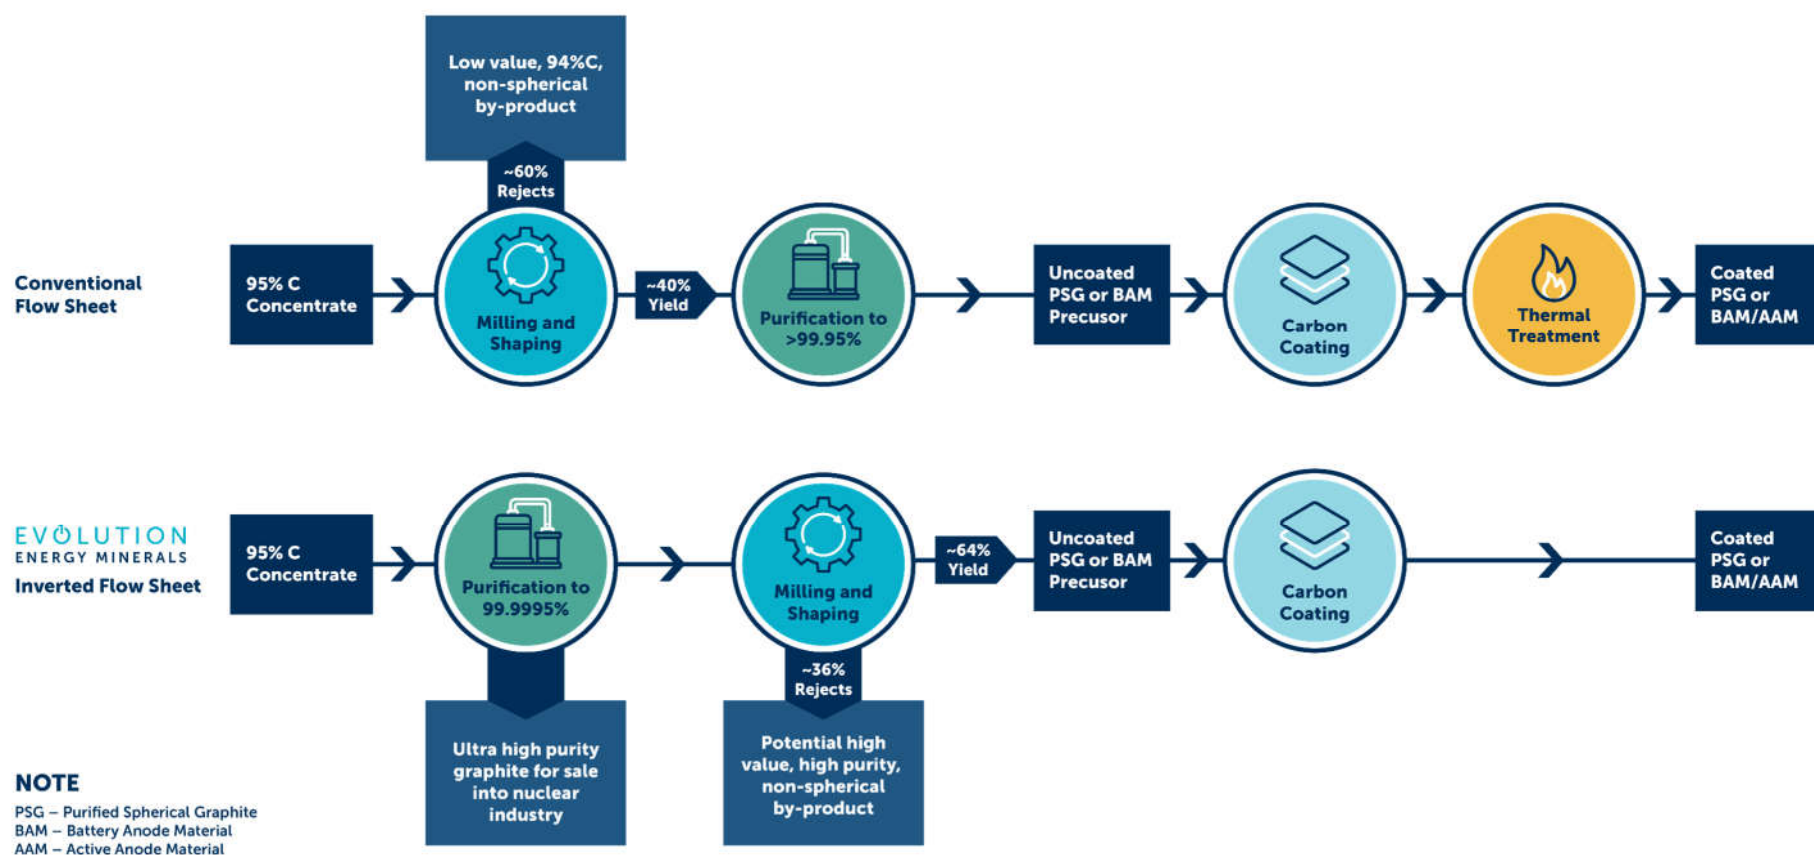 Low value, 94%C,
non-spherical
by-product
~60%
Rejects
Conventional
Flow Sheet
95% C
Concentrate
Milling and
Shaping
~40%
Yield
Purification to
>99.95%
Uncoated
PSG or BAM
Precusor
Carbon
Coating
Thermal
Treatment
Coated
PSG or
BAM/AAM
EVOLUTION
ENERGY MINERALS
Inverted Flow Sheet
95% C
Concentrate
Purification to
99.9995%
Milling and
Shaping
~64%
Yield
Uncoated
PSG or BAM
Precusor
Carbon
Coating
Coated
PSG or
BAM/AAM
~36%
Rejects
Ultra high purity
graphite for sale
into nuclear
industry
Potential high
value, high purity,
non-spherical
by-product
NOTE
PSG – Purified Spherical Graphite
BAM – Battery Anode Material
AAM – Active Anode Material